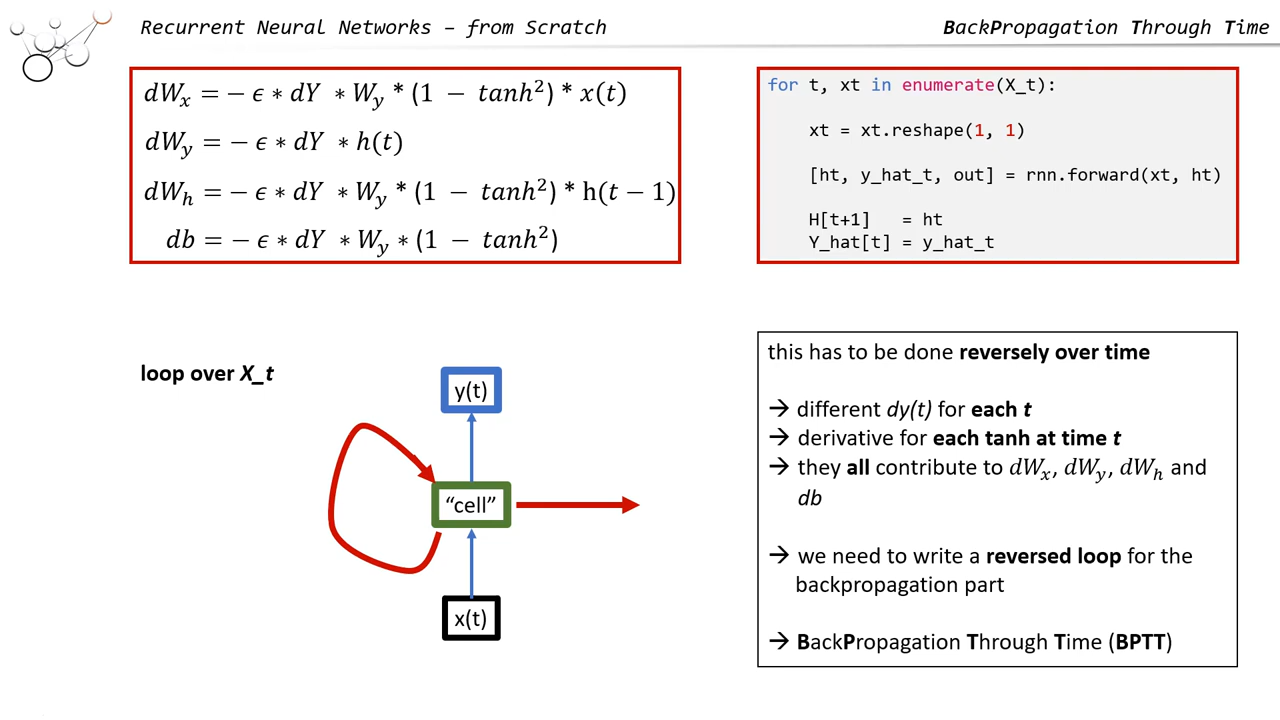 Recurrent Neural Networks – from Scratch
BackPropagation Through Time
dWₓ = − ϵ ∗ dY ∗ W_y * (1 − tanh²) * x(t)
dW_y = − ϵ ∗ dY ∗ h(t)
dW_h = − ϵ ∗ dY ∗ W_y * (1 − tanh²) * h(t − 1)
db = − ϵ ∗ dY ∗ W_y ∗ (1 − tanh²)
for t, xt in enumerate(X_t):
xt = xt.reshape(1, 1)
[ht, y_hat_t, out] = rnn.forward(xt, ht)
H[t+1] = ht
Y_hat[t] = y_hat_t
loop over X_t
y(t)
“cell”
x(t)
this has to be done reversely over time
→ different dy(t) for each t
→ derivative for each tanh at time t
→ they all contribute to dWₓ, dW_y, dW_h and
db
→ we need to write a reversed loop for the
backpropagation part
→ BackPropagation Through Time (BPTT)